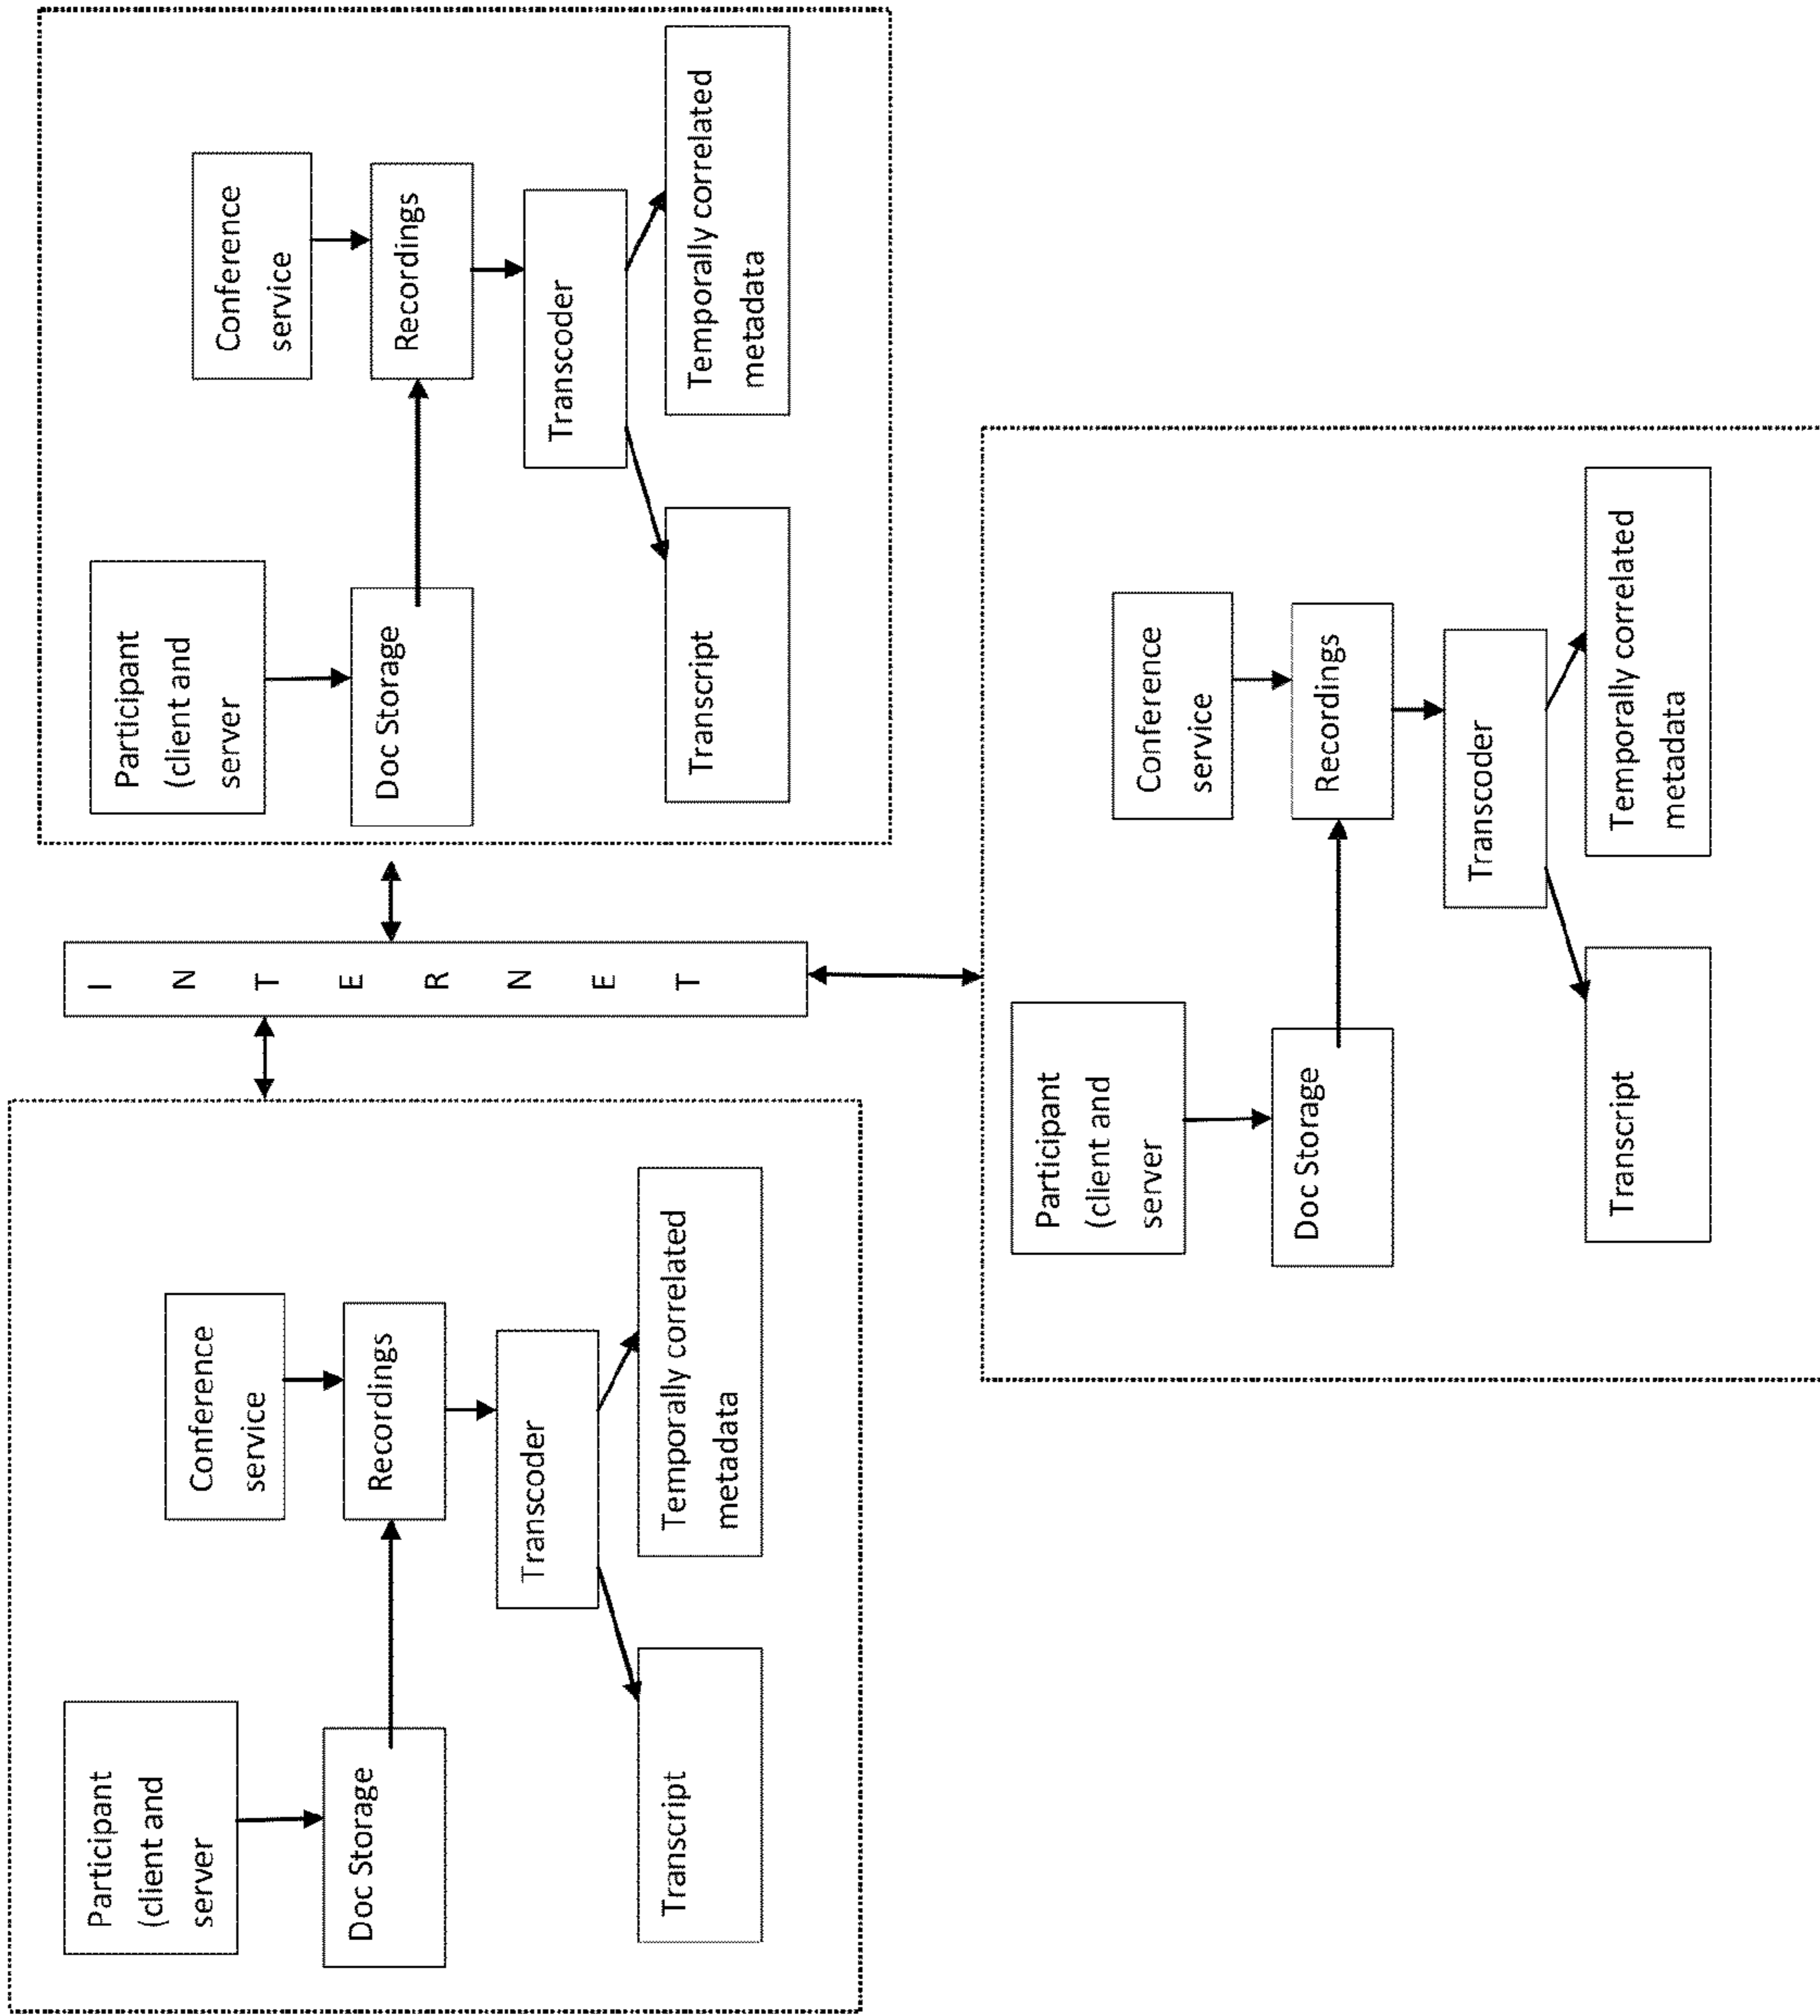 Participant
(client and
server
Conference
service
Doc Storage
Recordings
Transcoder
Transcript
Temporally correlated
metadata
I
N
T
E
R
N
E
T
Participant
(client and
server
Conference
service
Doc Storage
Recordings
Transcoder
Transcript
Temporally correlated
metadata
Participant
(client and
server
Conference
service
Doc Storage
Recordings
Transcoder
Transcript
Temporally correlated
metadata